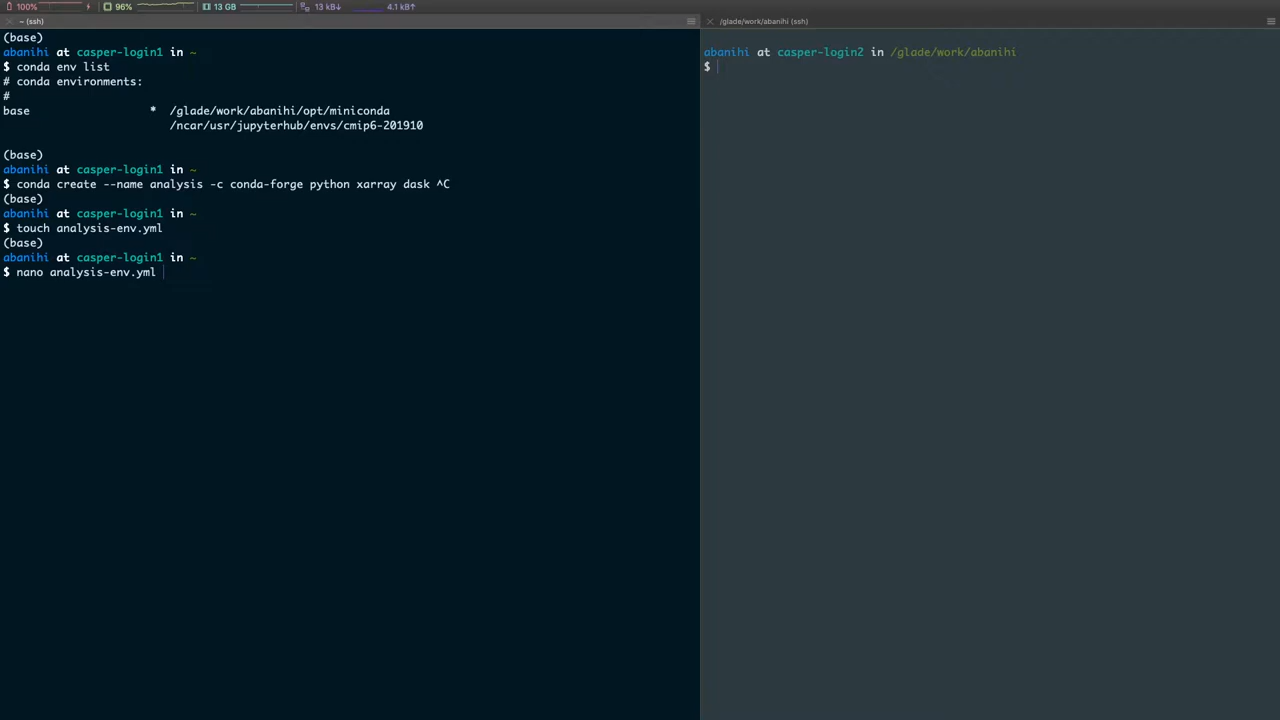 100% 96% 13 GB 13 kB↓ 4.1 kB↑
~ (ssh)
(base)
abanihi at casper-login1 in ~
$ conda env list
# conda environments:
#
base * /glade/work/abanihi/opt/miniconda
/ncar/usr/jupyterhub/envs/cmip6-201910
(base)
abanihi at casper-login1 in ~
$ conda create --name analysis -c conda-forge python xarray dask ^C
(base)
abanihi at casper-login1 in ~
$ touch analysis-env.yml
(base)
abanihi at casper-login1 in ~
$ nano analysis-env.yml
/glade/work/abanihi (ssh)
abanihi at casper-login2 in /glade/work/abanihi
$